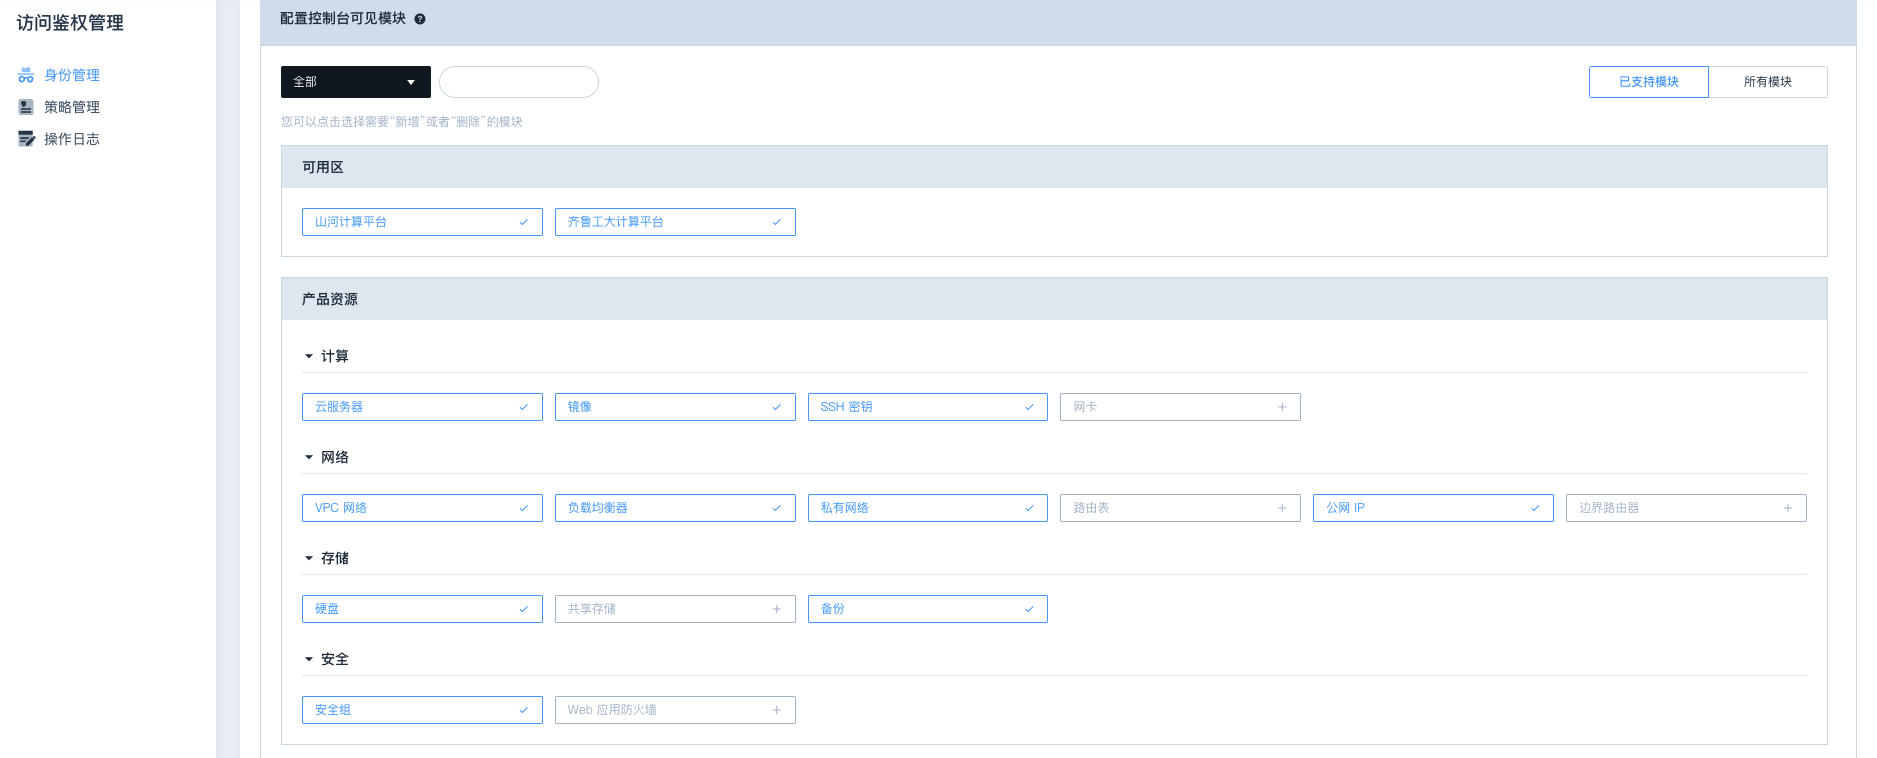 访问鉴权管理
身份管理
策略管理
操作日志
配置控制台可见模块
全部
已支持模块 所有模块
您可以点击选择需要“新增”或者“删除”的模块
可用区
山河计算平台 齐鲁工大计算平台
产品资源
计算
云服务器 镜像 SSH 密钥 网卡
网络
VPC 网络 负载均衡器 私有网络 路由表 公网 IP 边界路由器
存储
硬盘 共享存储 备份
安全
安全组 Web 应用防火墙